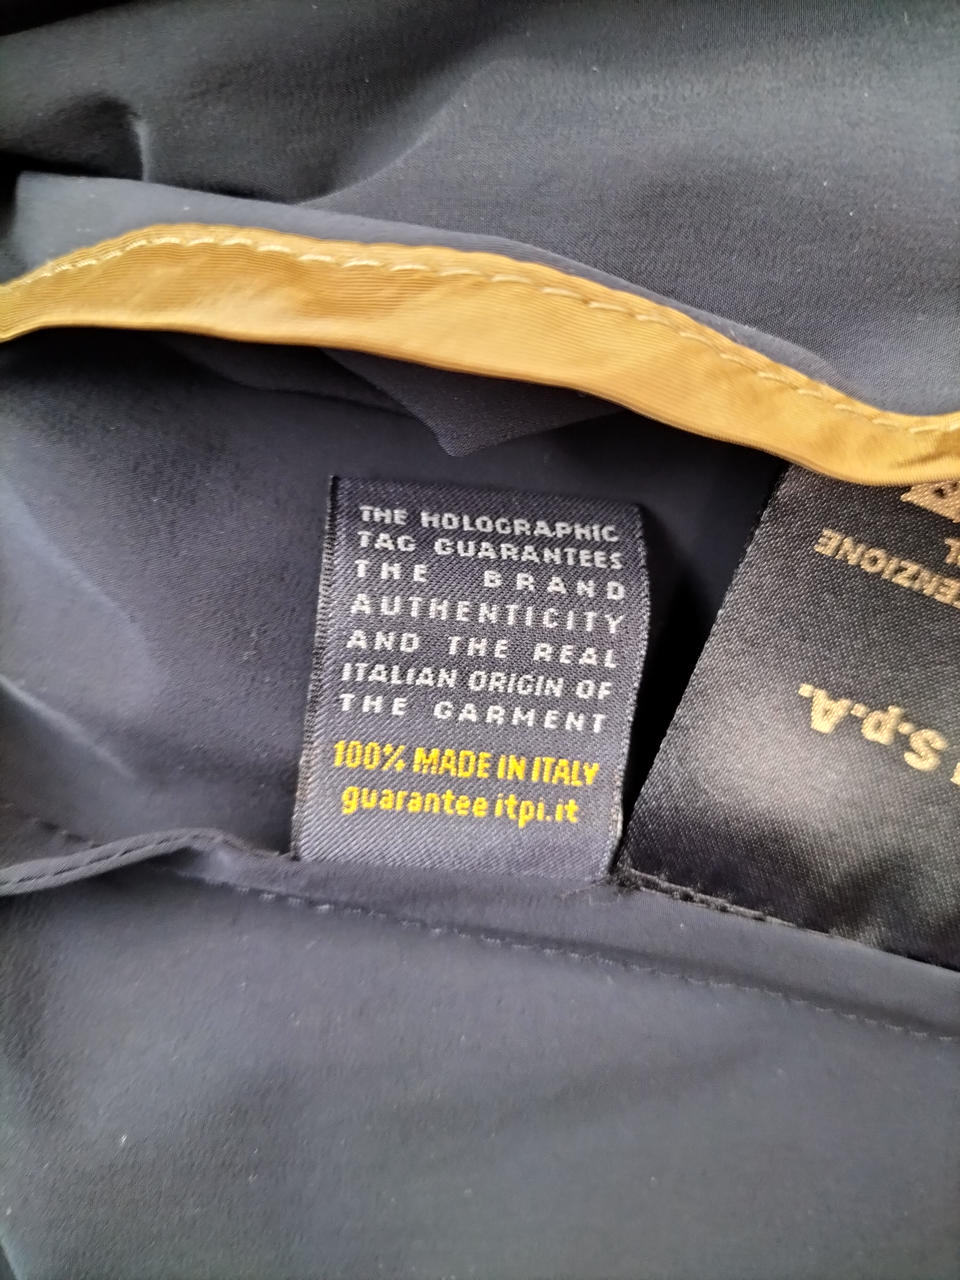 THE HOLOGRAPHIC
TAG GUARANTEES
THE BRAND
AUTHENTICITY
AND THE REAL
ITALIAN ORIGIN OF
THE GARMENT
100% MADE IN ITALY
guarantee itpi.it
S.p.A.